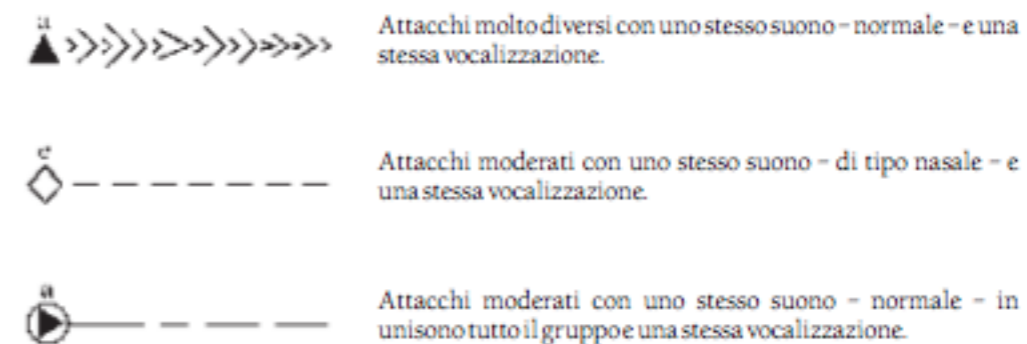 a
Attacchi molto diversi con uno stesso suono – normale – e una
stessa vocalizzazione.
e
Attacchi moderati con uno stesso suono – di tipo nasale – e
una stessa vocalizzazione.
a
Attacchi moderati con uno stesso suono – normale – in
unisono tutto il gruppo e una stessa vocalizzazione.